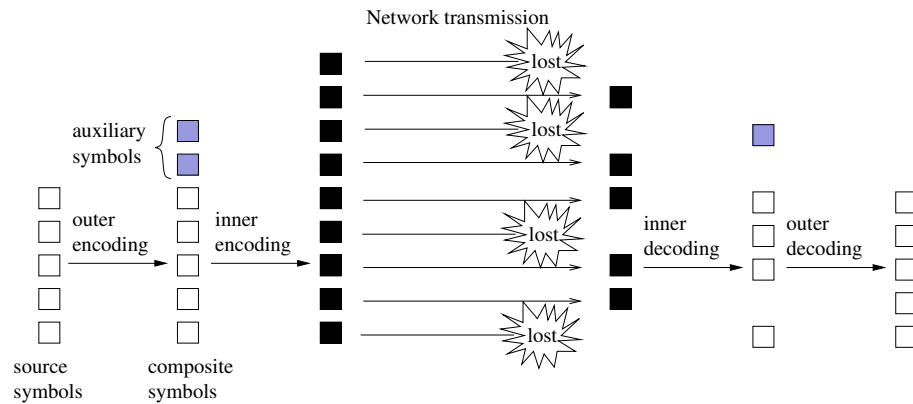 Network transmission
lost
lost
auxiliary
symbols
outer
encoding
inner
encoding
lost
inner
decoding
outer
decoding
lost
source
symbols
composite
symbols